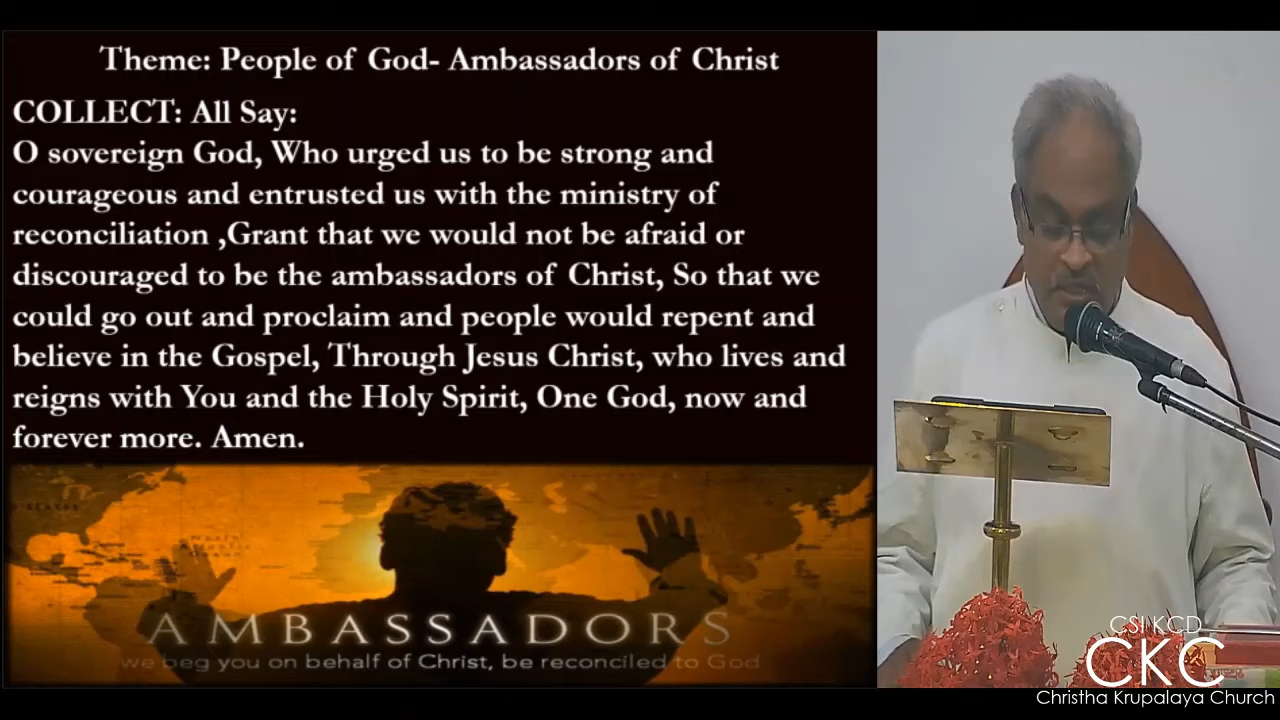 Theme: People of God- Ambassadors of Christ
COLLECT: All Say:
O sovereign God, Who urged us to be strong and
courageous and entrusted us with the ministry of
reconciliation ,Grant that we would not be afraid or
discouraged to be the ambassadors of Christ, So that we
could go out and proclaim and people would repent and
believe in the Gospel, Through Jesus Christ, who lives and
reigns with You and the Holy Spirit, One God, now and
forever more. Amen.
AMBASSADORS
we beg you on behalf of Christ, be reconciled to God
CSI KCD
CKC
Christha Krupalaya Church